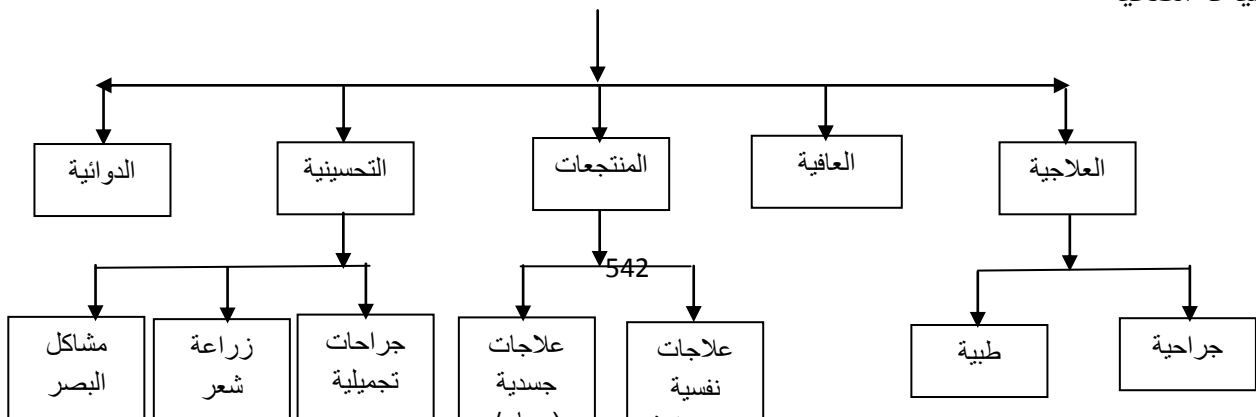 العلاجية
العافية
المنتجعات
التحسينية
الدوائية
542
جراحية
طبية
علاجات
نفسية
علاجات
جسدية
جراحات
تجميلية
زراعة
شعر
مشاكل
البصر